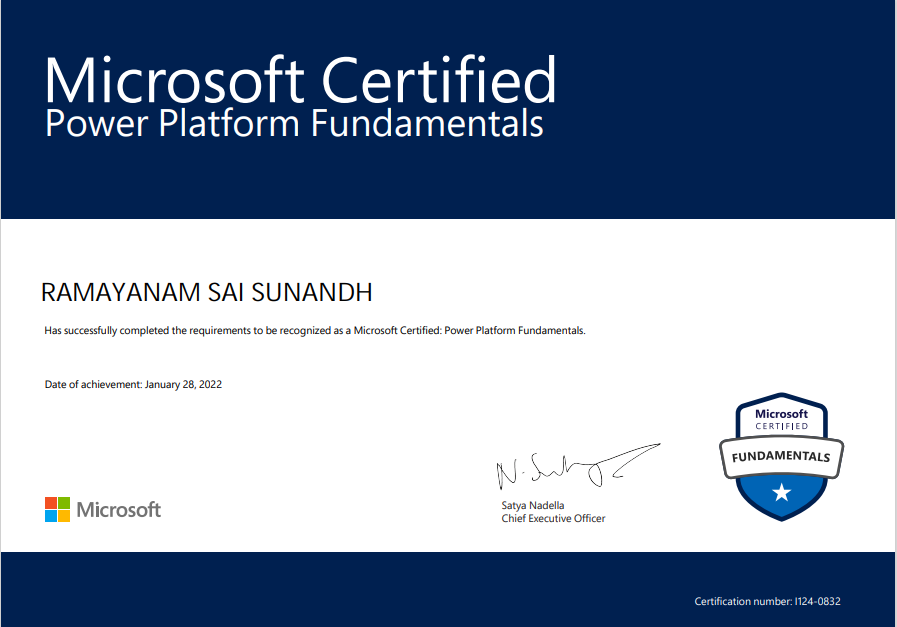 Microsoft Certified
Power Platform Fundamentals
RAMAYANAM SAI SUNANDH
Has successfully completed the requirements to be recognized as a Microsoft Certified: Power Platform Fundamentals.
Date of achievement: January 28, 2022
Microsoft
CERTIFIED
FUNDAMENTALS
Satya Nadella
Chief Executive Officer
Microsoft
Certification number: I124-0832